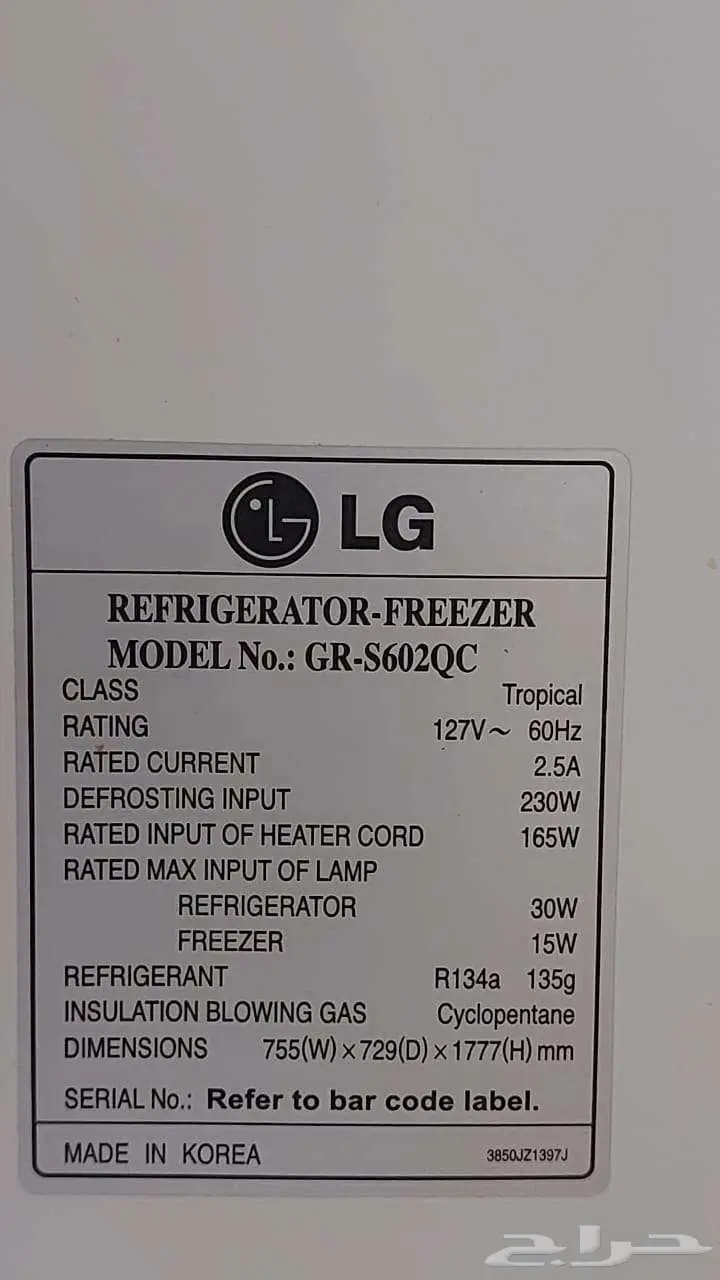 LG
REFRIGERATOR-FREEZER
MODEL No.: GR-S602QC
CLASS Tropical
RATING 127V~ 60Hz
RATED CURRENT 2.5A
DEFROSTING INPUT 230W
RATED INPUT OF HEATER CORD 165W
RATED MAX INPUT OF LAMP
REFRIGERATOR 30W
FREEZER 15W
REFRIGERANT R134a 135g
INSULATION BLOWING GAS Cyclopentane
DIMENSIONS 755(W)×729(D)×1777(H) mm
SERIAL No.: Refer to bar code label.
MADE IN KOREA 3850JZ1397J
حراج